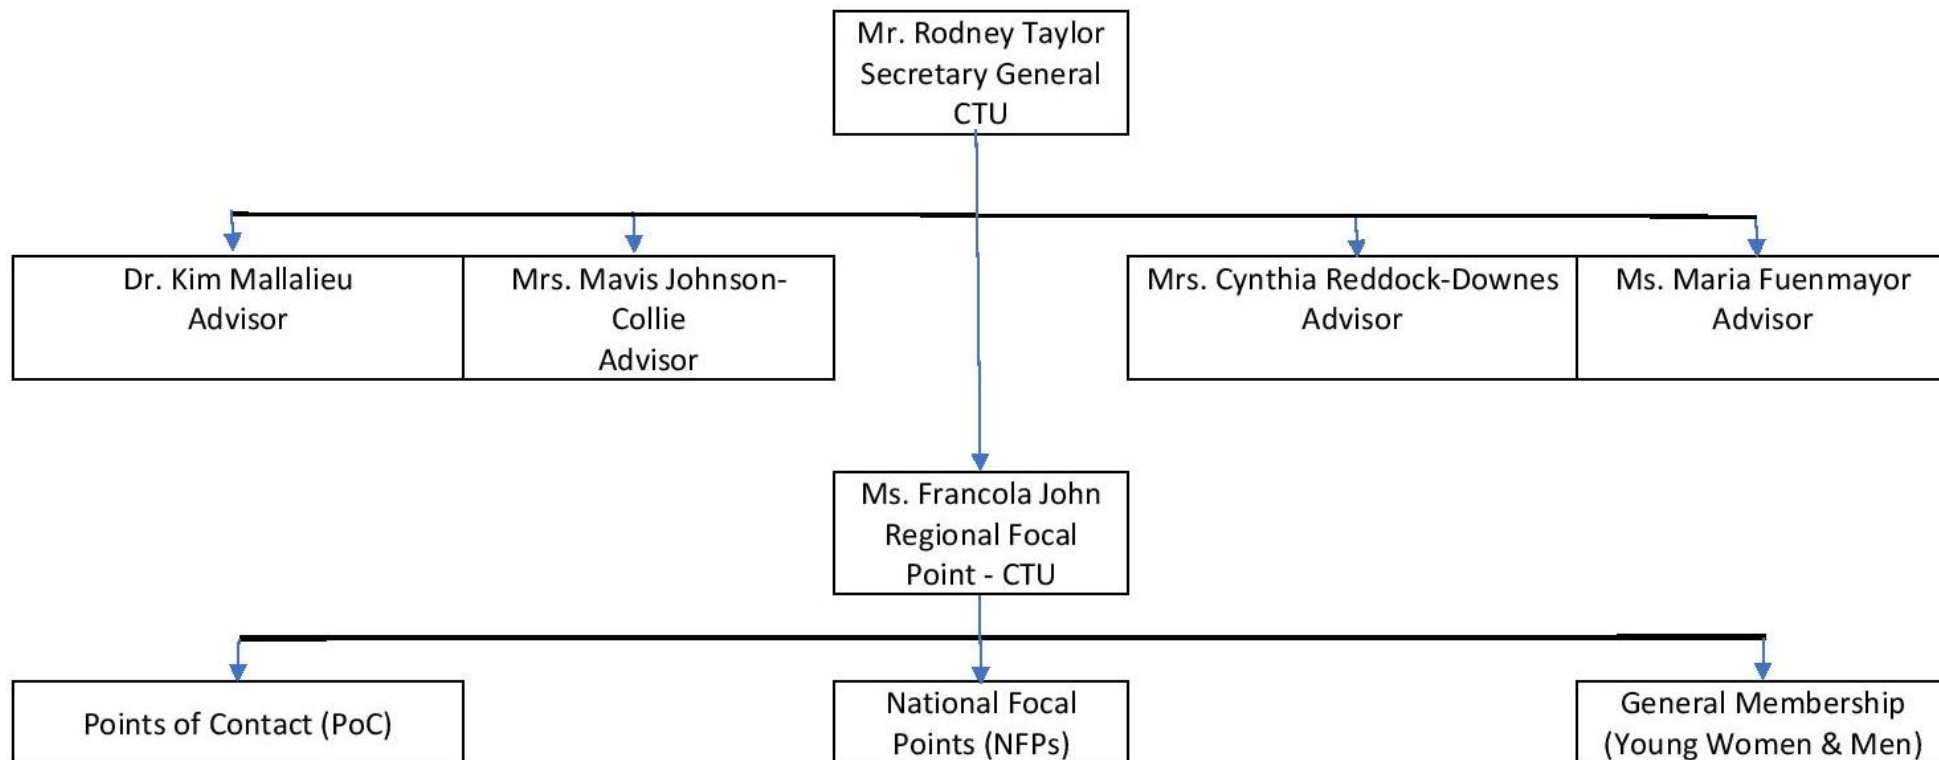 Mr. Rodney Taylor
Secretary General
CTU
Dr. Kim Mallalieu
Advisor
Mrs. Mavis Johnson-
Collie
Advisor
Mrs. Cynthia Reddock-Downes
Advisor
Ms. Maria Fuenmayor
Advisor
Ms. Francola John
Regional Focal
Point - CTU
Points of Contact (PoC)
National Focal
Points (NFPs)
General Membership
(Young Women & Men)